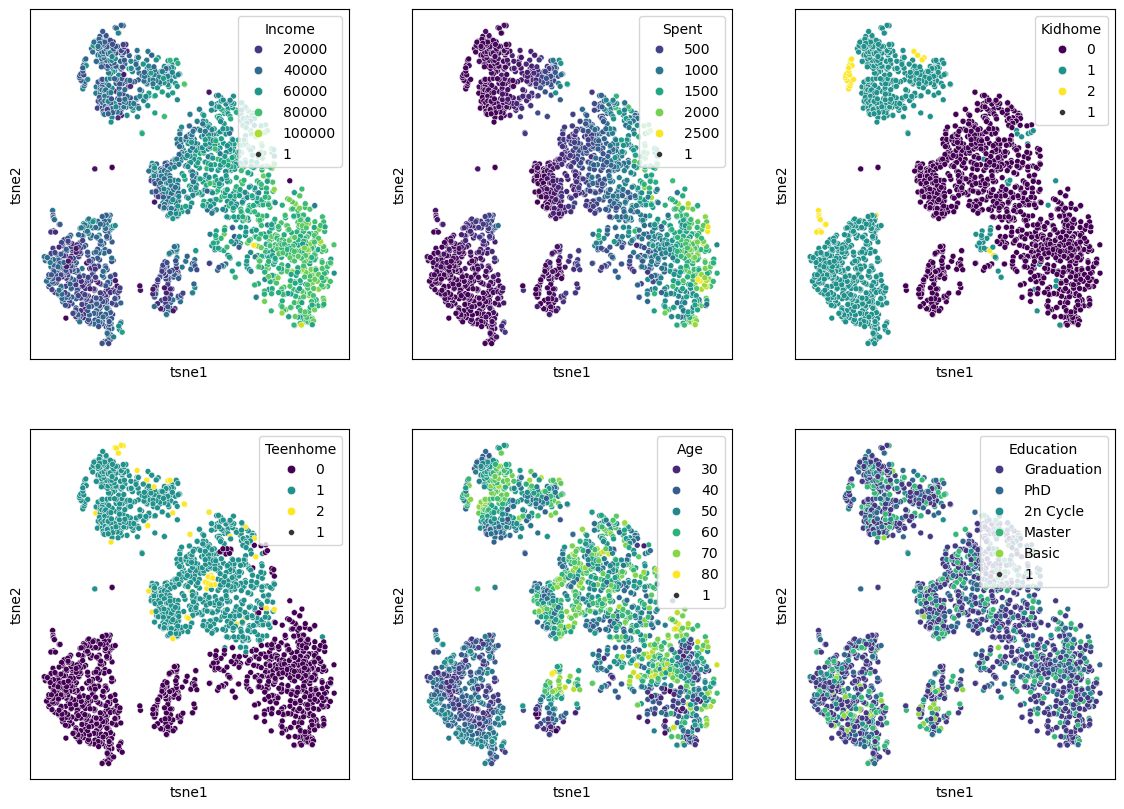 Income
20000
40000
60000
80000
100000
1
tsne2
tsne1
Spent
500
1000
1500
2000
2500
1
tsne2
tsne1
Kidhome
0
1
2
1
tsne2
tsne1
Teenhome
0
1
2
1
tsne2
tsne1
Age
30
40
50
60
70
80
1
tsne2
tsne1
Education
Graduation
PhD
2n Cycle
Master
Basic
1
tsne2
tsne1